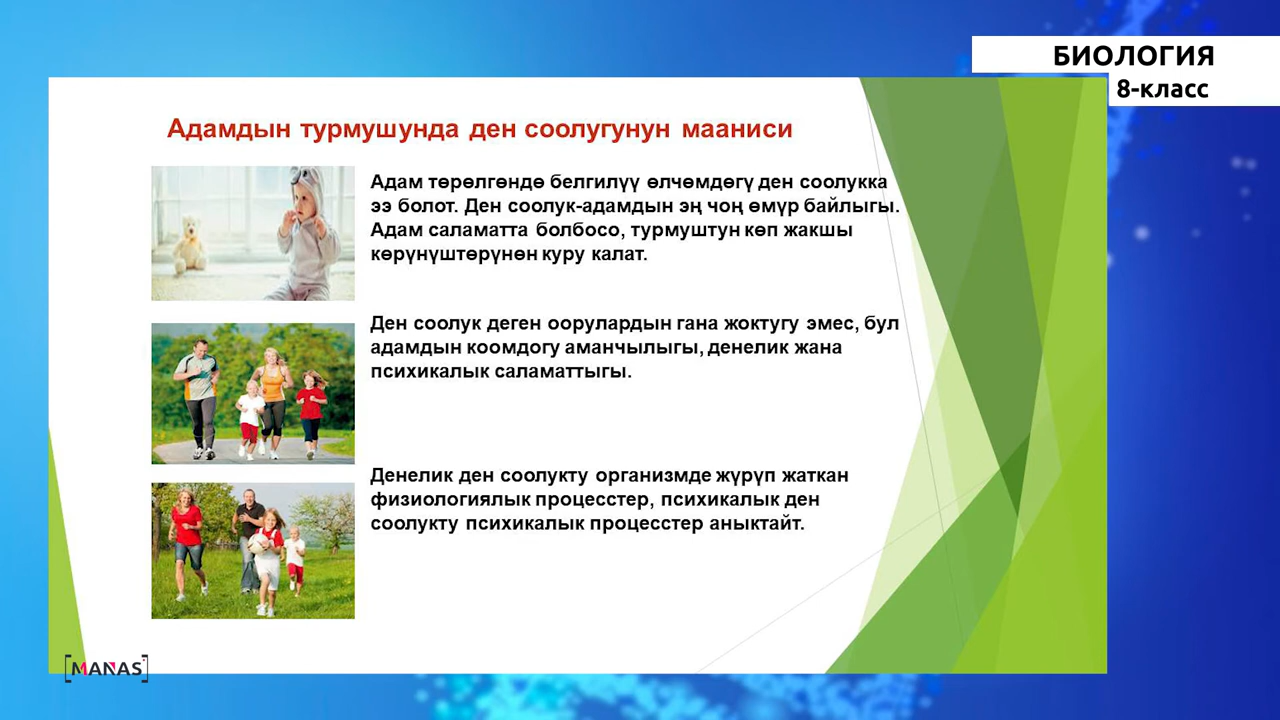 БИОЛОГИЯ
8-класс
Адамдын турмушунда ден соолугунун мааниси
Адам төрөлгөндө белгилүү өлчөмдөгү ден соолукка
ээ болот. Ден соолук-адамдын эң чоң өмүр байлыгы.
Адам саламатта болбосо, турмуштун көп жакшы
көрүнүштөрүнөн куру калат.
Ден соолук деген оорулардын гана жоктугу эмес, бул
адамдын коомдогу аманчылыгы, денелик жана
психикалык саламаттыгы.
Денелик ден соолукту организмде жүрүп жаткан
физиологиялык процесстер, психикалык ден
соолукту психикалык процесстер аныктайт.
[MANAS]